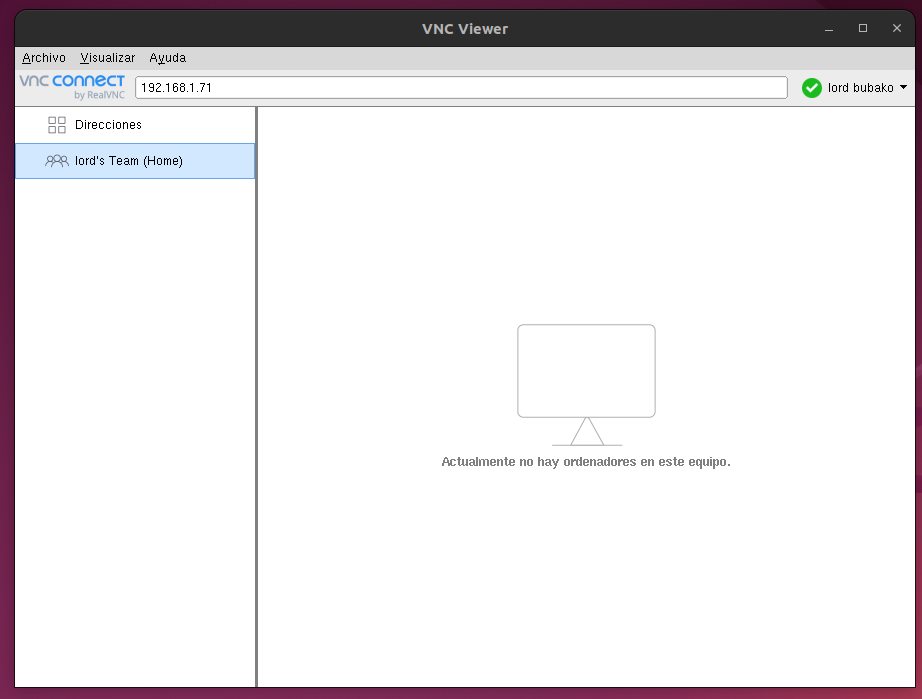 VNC Viewer
Archivo Visualizar Ayuda
vnc connect
by RealVNC
192.168.1.71
lord bubako
Direcciones
lord's Team (Home)
Actualmente no hay ordenadores en este equipo.